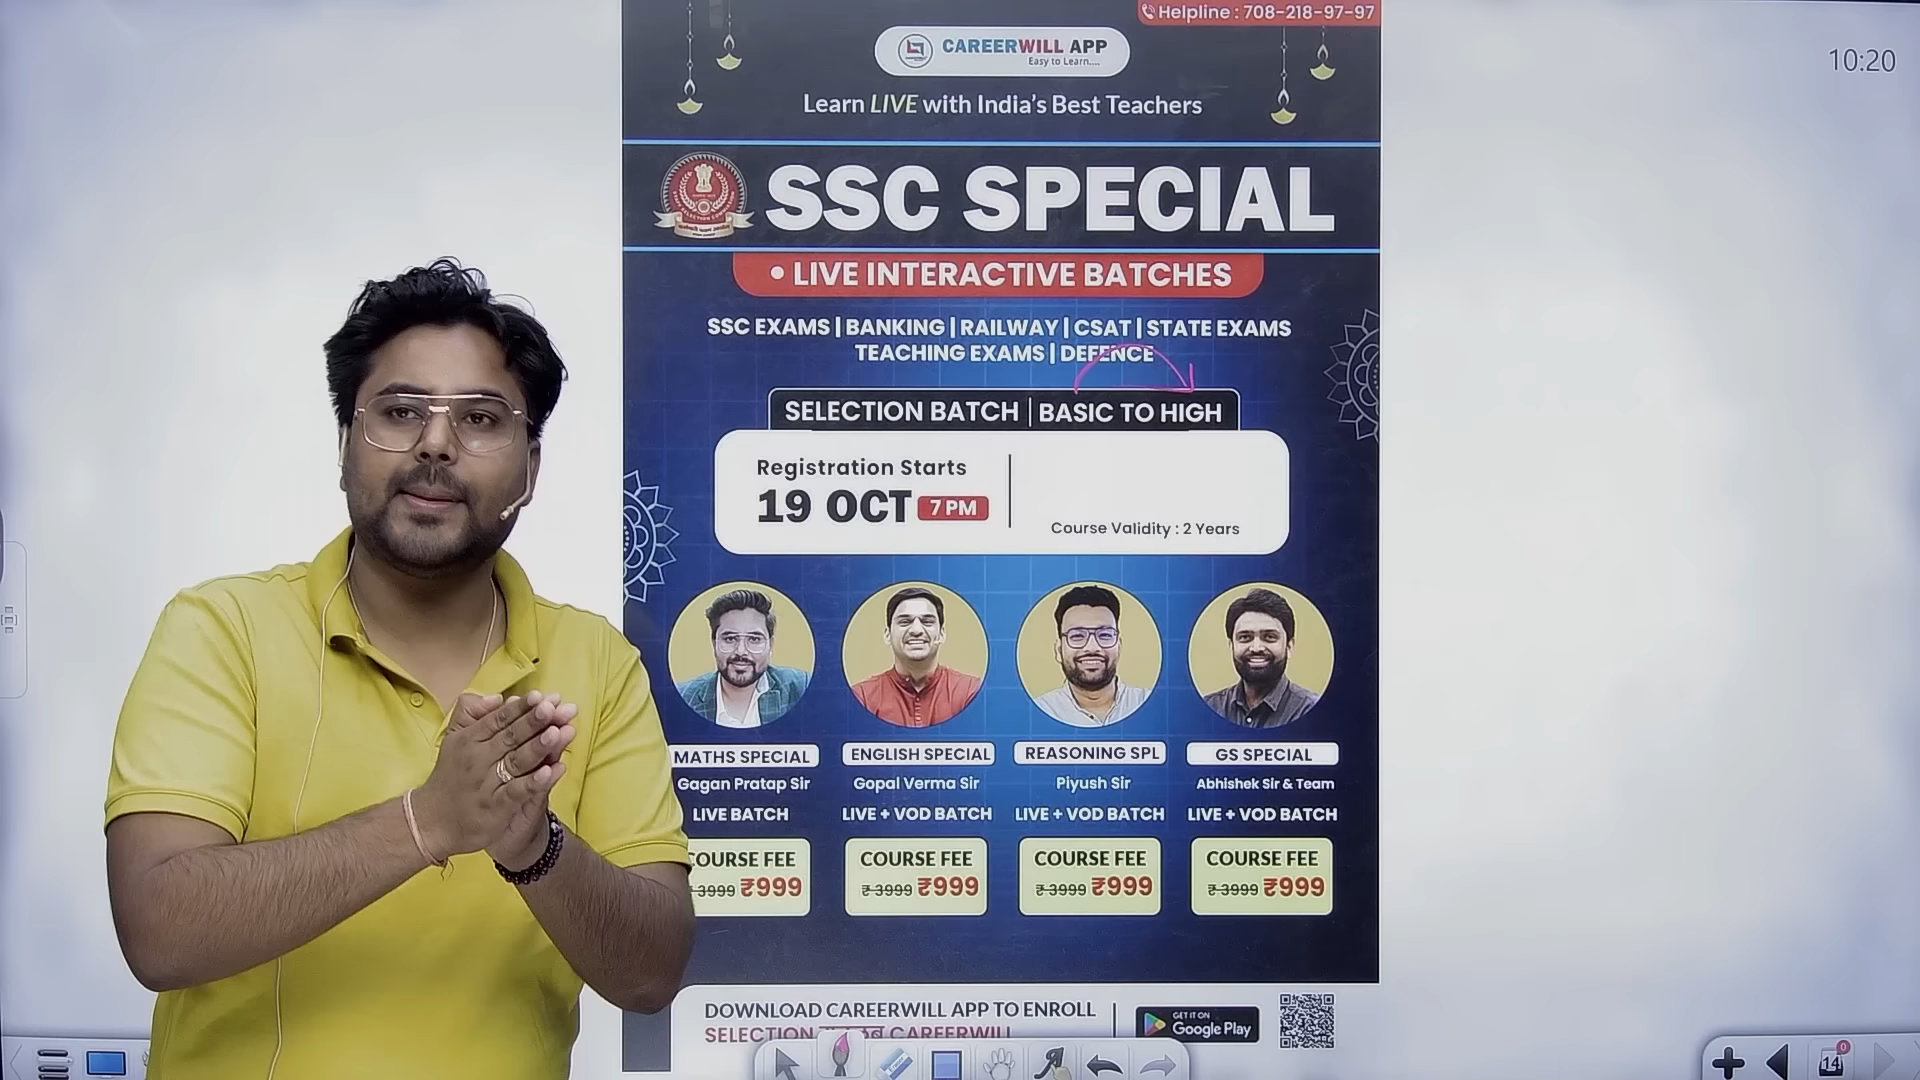 Helpline : 708-218-97-97
CAREERWILL APP
Easy to Learn....
10:20
Learn LIVE with India's Best Teachers
SSC SPECIAL
• LIVE INTERACTIVE BATCHES
SSC EXAMS | BANKING | RAILWAY | CSAT | STATE EXAMS
TEACHING EXAMS | DEFENCE
SELECTION BATCH | BASIC TO HIGH
Registration Starts
19 OCT 7 PM
Course Validity : 2 Years
MATHS SPECIAL
Gagan Pratap Sir
LIVE BATCH
COURSE FEE
3999 ₹999
ENGLISH SPECIAL
Gopal Verma Sir
LIVE + VOD BATCH
COURSE FEE
₹ 3999 ₹999
REASONING SPL
Piyush Sir
LIVE + VOD BATCH
COURSE FEE
₹ 3999 ₹999
GS SPECIAL
Abhishek Sir & Team
LIVE + VOD BATCH
COURSE FEE
₹ 3999 ₹999
DOWNLOAD CAREERWILL APP TO ENROLL
SELECTION CAREERWILL
GET IT ON
Google Play
14
0